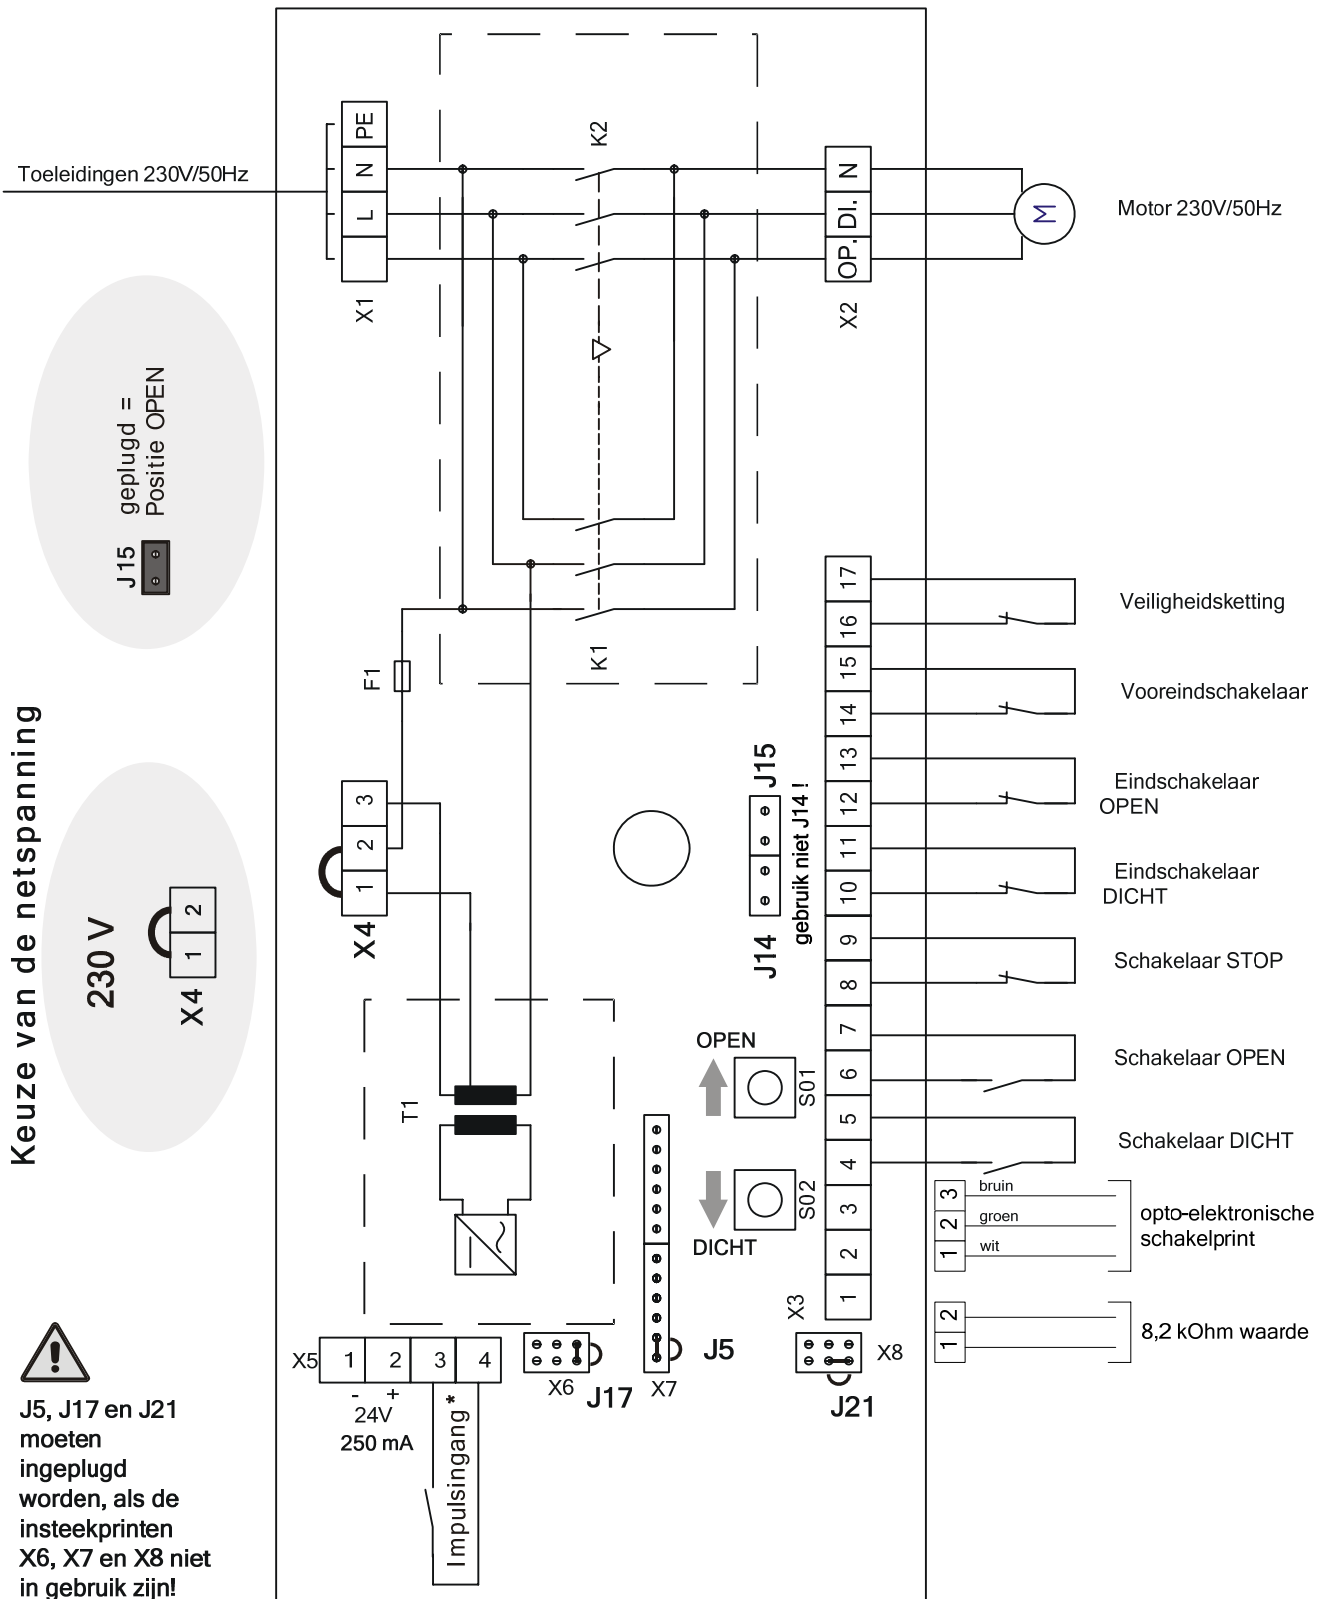 Toeleidingen 230V/50Hz
PE
N
L
X1
K2
N
DI.
OP.
X2
M
Motor 230V/50Hz
J15
geplugd =
Positie OPEN
K1
F1
Keuze van de netspanning
230 V
X4
1
2
3
2
1
X4
T1
J15
J14
gebruik niet J14 !
17
16
15
14
13
12
11
10
9
8
7
6
5
4
3
2
1
X3
Veiligheidsketting
Vooreindschakelaar
Eindschakelaar
OPEN
Eindschakelaar
DICHT
Schakelaar STOP
Schakelaar OPEN
Schakelaar DICHT
OPEN
S01
S02
DICHT
3
bruin
2
groen
1
wit
opto-elektronische
schakelprint
2
1
8,2 kOhm waarde
X5
1
2
3
4
- +
24V
250 mA
Impulsingang *
X6
J17
X7
J5
X8
J21
J5, J17 en J21
moeten
ingeplugd
worden, als de
insteekprinten
X6, X7 en X8 niet
in gebruik zijn!